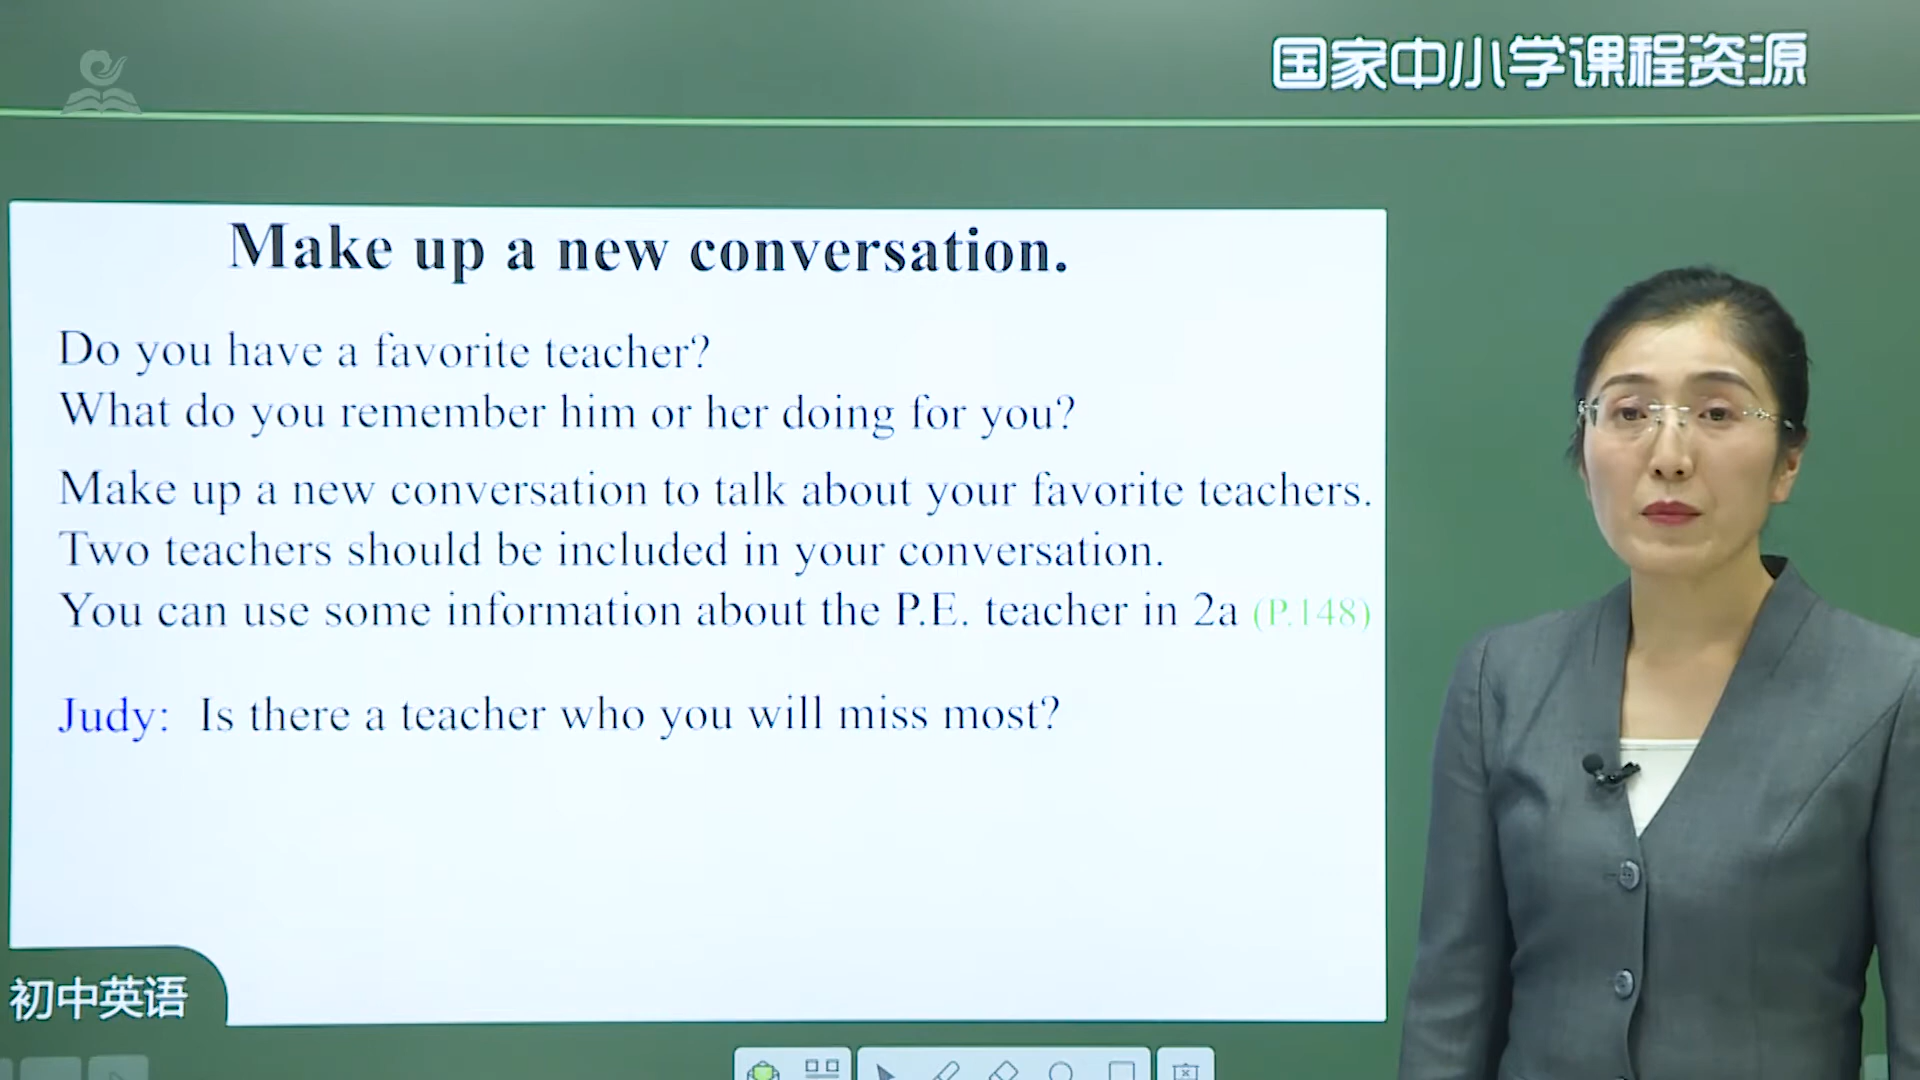 国家中小学课程资源
Make up a new conversation.
Do you have a favorite teacher?
What do you remember him or her doing for you?
Make up a new conversation to talk about your favorite teachers.
Two teachers should be included in your conversation.
You can use some information about the P.E. teacher in 2a (P.148)
Judy: Is there a teacher who you will miss most?
初中英语